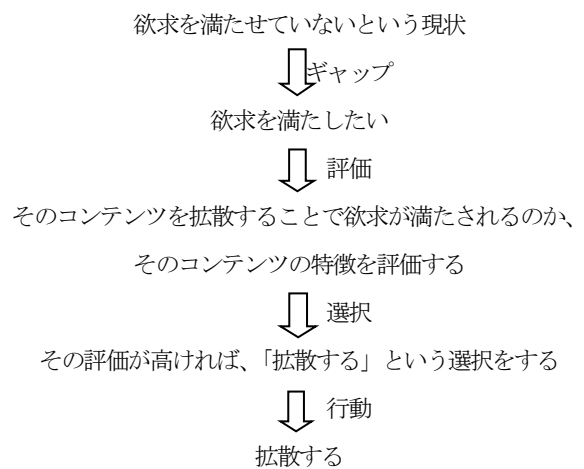 欲求を満たせていないという現状
ギャップ
欲求を満たしたい
評価
そのコンテンツを拡散することで欲求が満たされるのか、
そのコンテンツの特徴を評価する
選択
その評価が高ければ、「拡散する」という選択をする
行動
拡散する